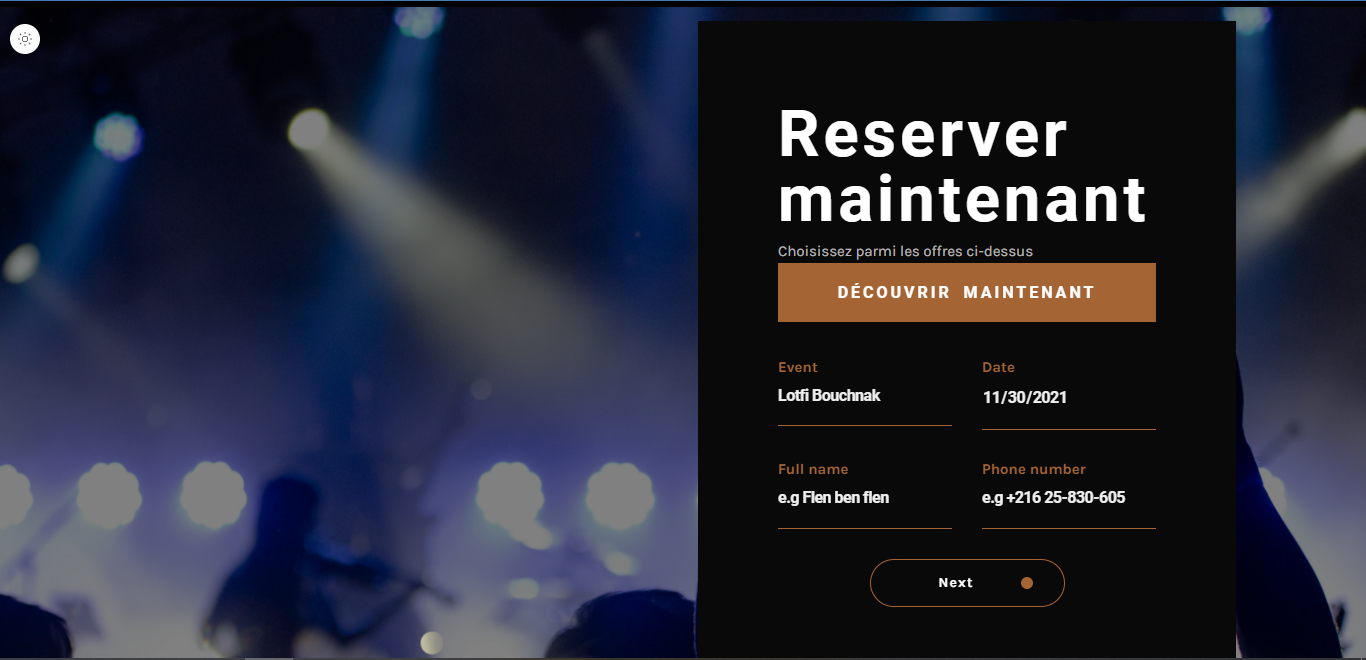 Reserver
maintenant
Choisissez parmi les offres ci-dessus
DÉCOUVRIR MAINTENANT
Event
Date
Lotfi Bouchnak
11/30/2021
Full name
Phone number
e.g Flen ben flen
e.g +216 25-830-605
Next